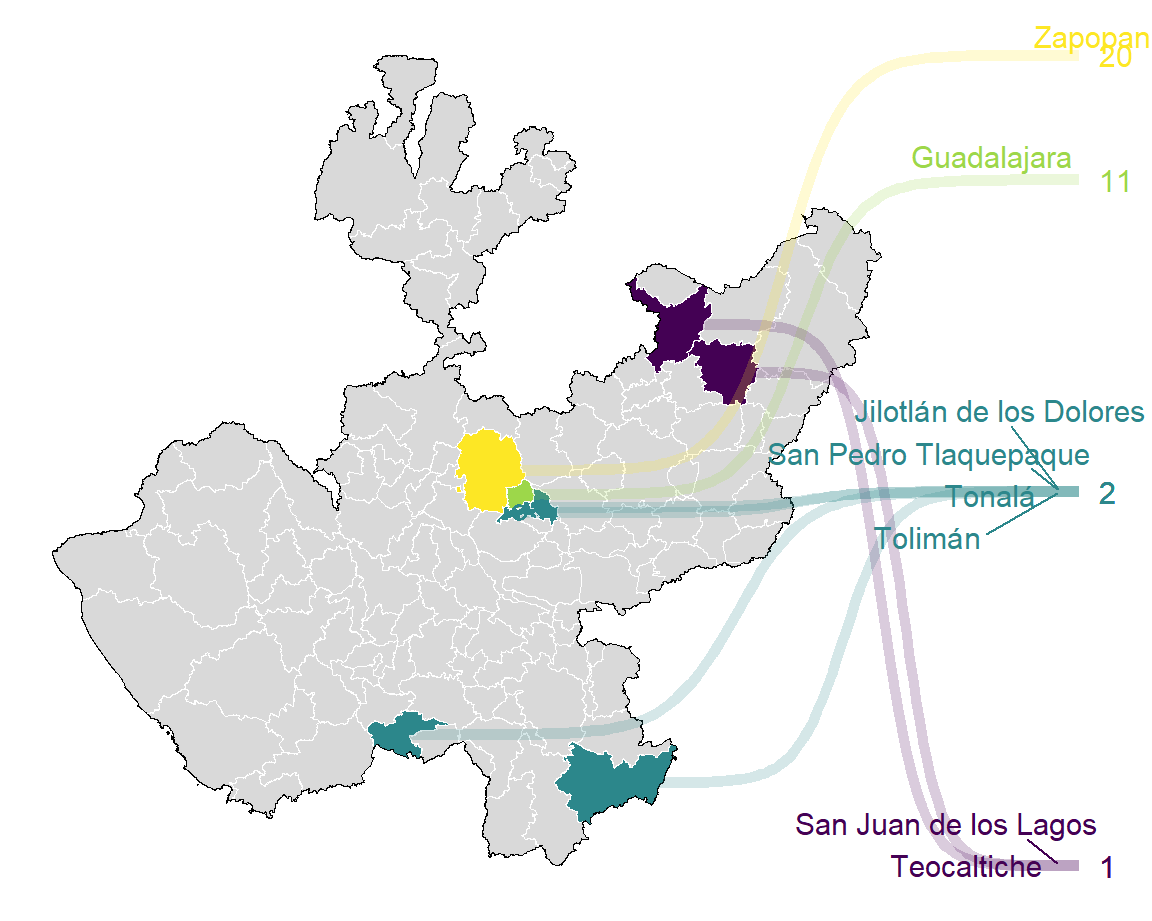 Zapopan
20
Guadalajara
11
Jilotlán de los Dolores
San Pedro Tlaquepaque
Tonalá
2
Tolimán
San Juan de los Lagos
Teocaltiche
1